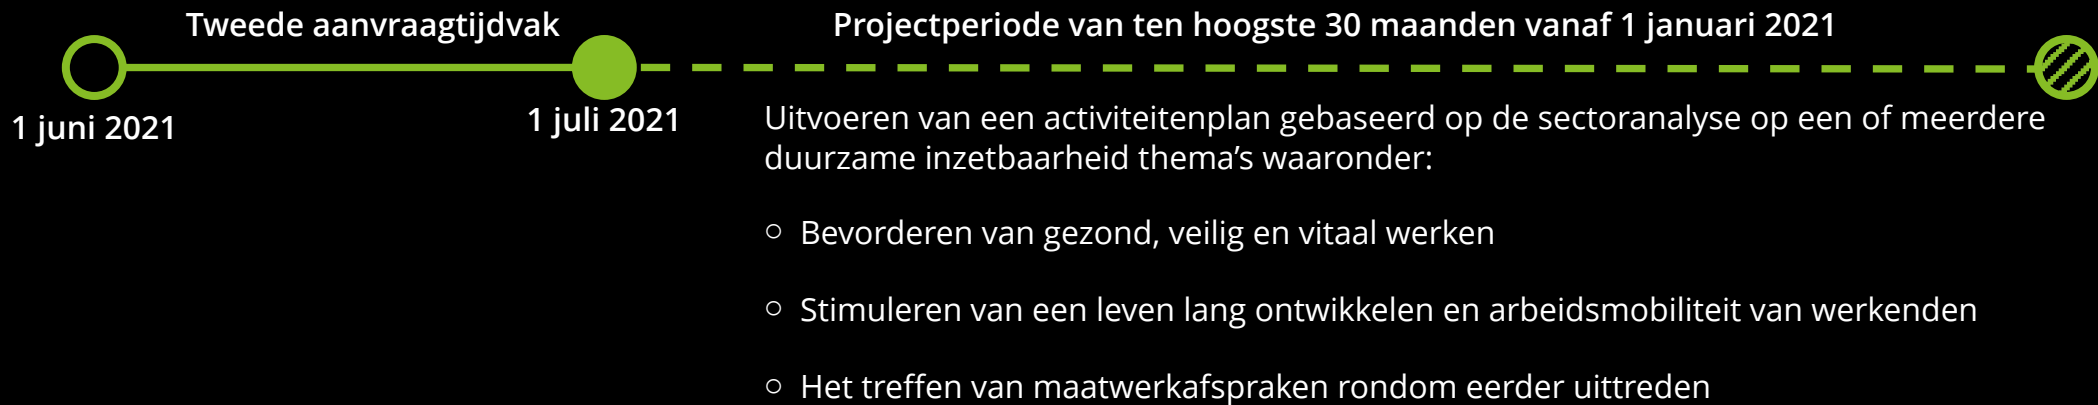 Tweede aanvraagtijdvak
Projectperiode van ten hoogste 30 maanden vanaf 1 januari 2021
1 juni 2021
1 juli 2021
Uitvoeren van een activiteitenplan gebaseerd op de sectoranalyse op een of meerdere
duurzame inzetbaarheid thema’s waaronder:
○ Bevorderen van gezond, veilig en vitaal werken
○ Stimuleren van een leven lang ontwikkelen en arbeidsmobiliteit van werkenden
○ Het treffen van maatwerkafspraken rondom eerder uittreden